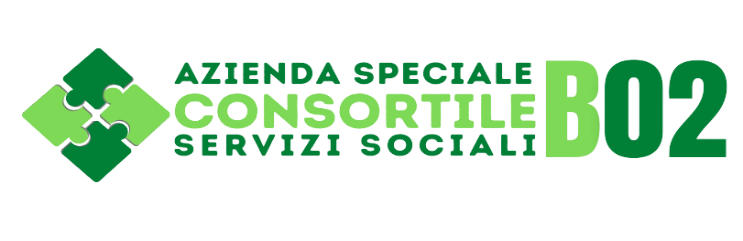 AZIENDA SPECIALE
CONSORTILE
SERVIZI SOCIALI
B02